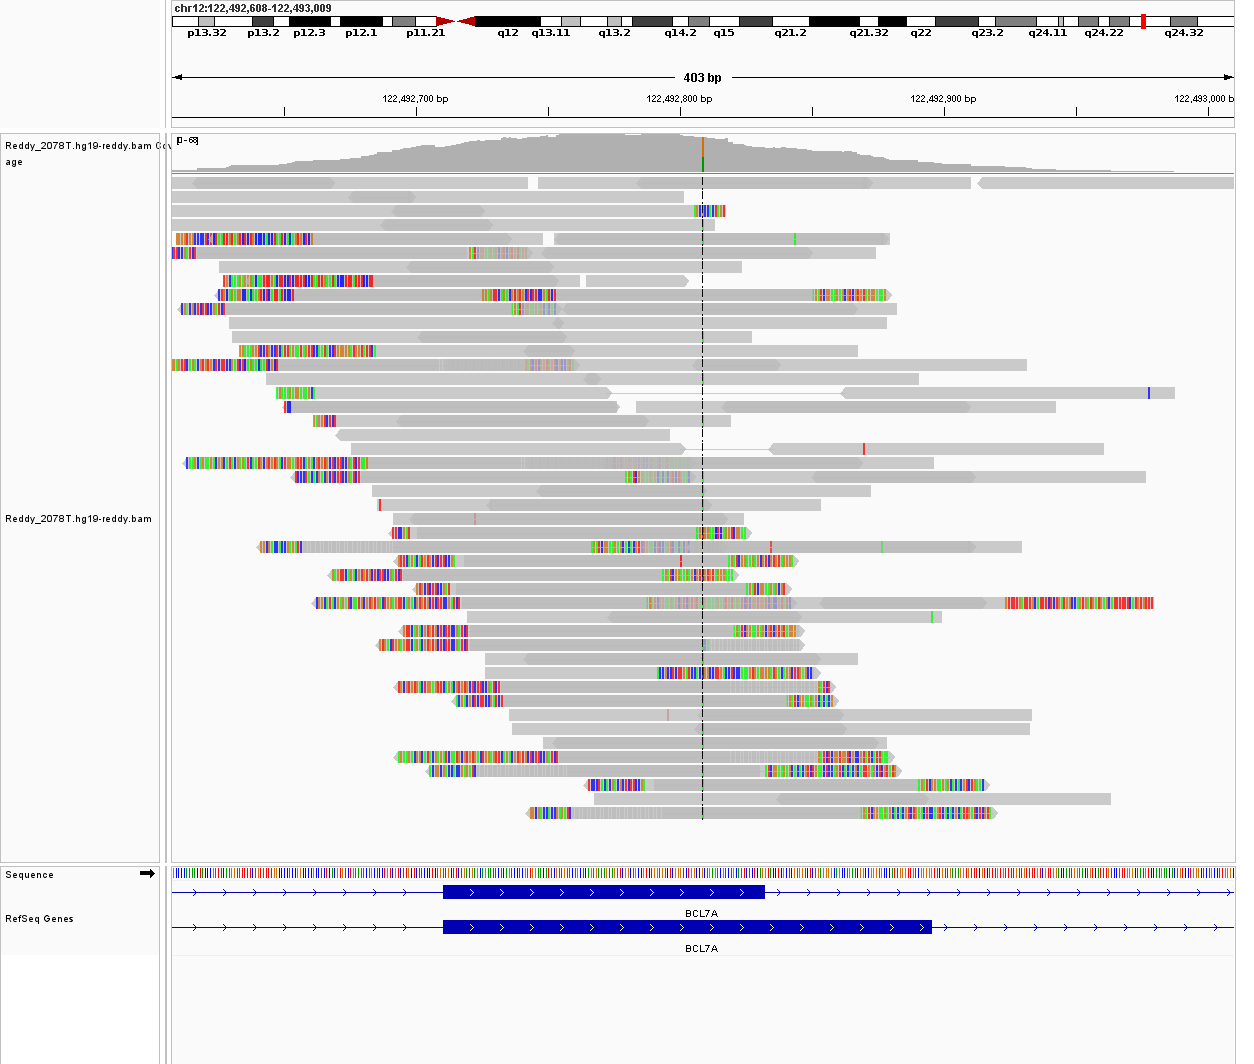 chr12:122,492,608-122,493,009
p13.32 p13.2 p12.3 p12.1 p11.21 q12 q13.11 q13.2 q14.2 q15 q21.2 q21.32 q22 q23.2 q24.11 q24.22 q24.32
403 bp
122,492,700 bp 122,492,800 bp 122,492,900 bp 122,493,000 b
Reddy_2078T.hg19-reddy.bam Cov
age
[0 - 68]
Reddy_2078T.hg19-reddy.bam
Sequence
RefSeq Genes
BCL7A
BCL7A